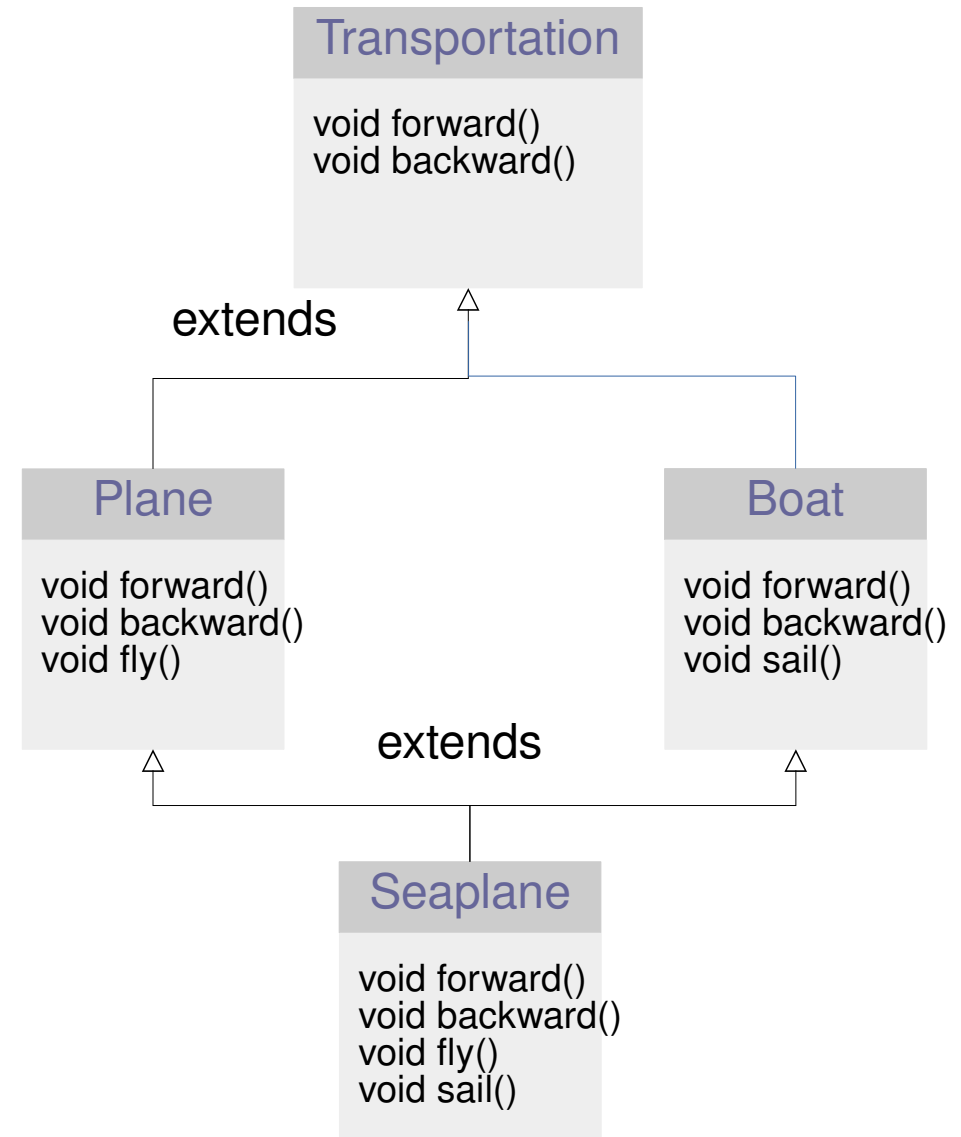 Transportation
void forward()
void backward()
extends
Plane
void forward()
void backward()
void fly()
Boat
void forward()
void backward()
void sail()
extends
Seaplane
void forward()
void backward()
void fly()
void sail()